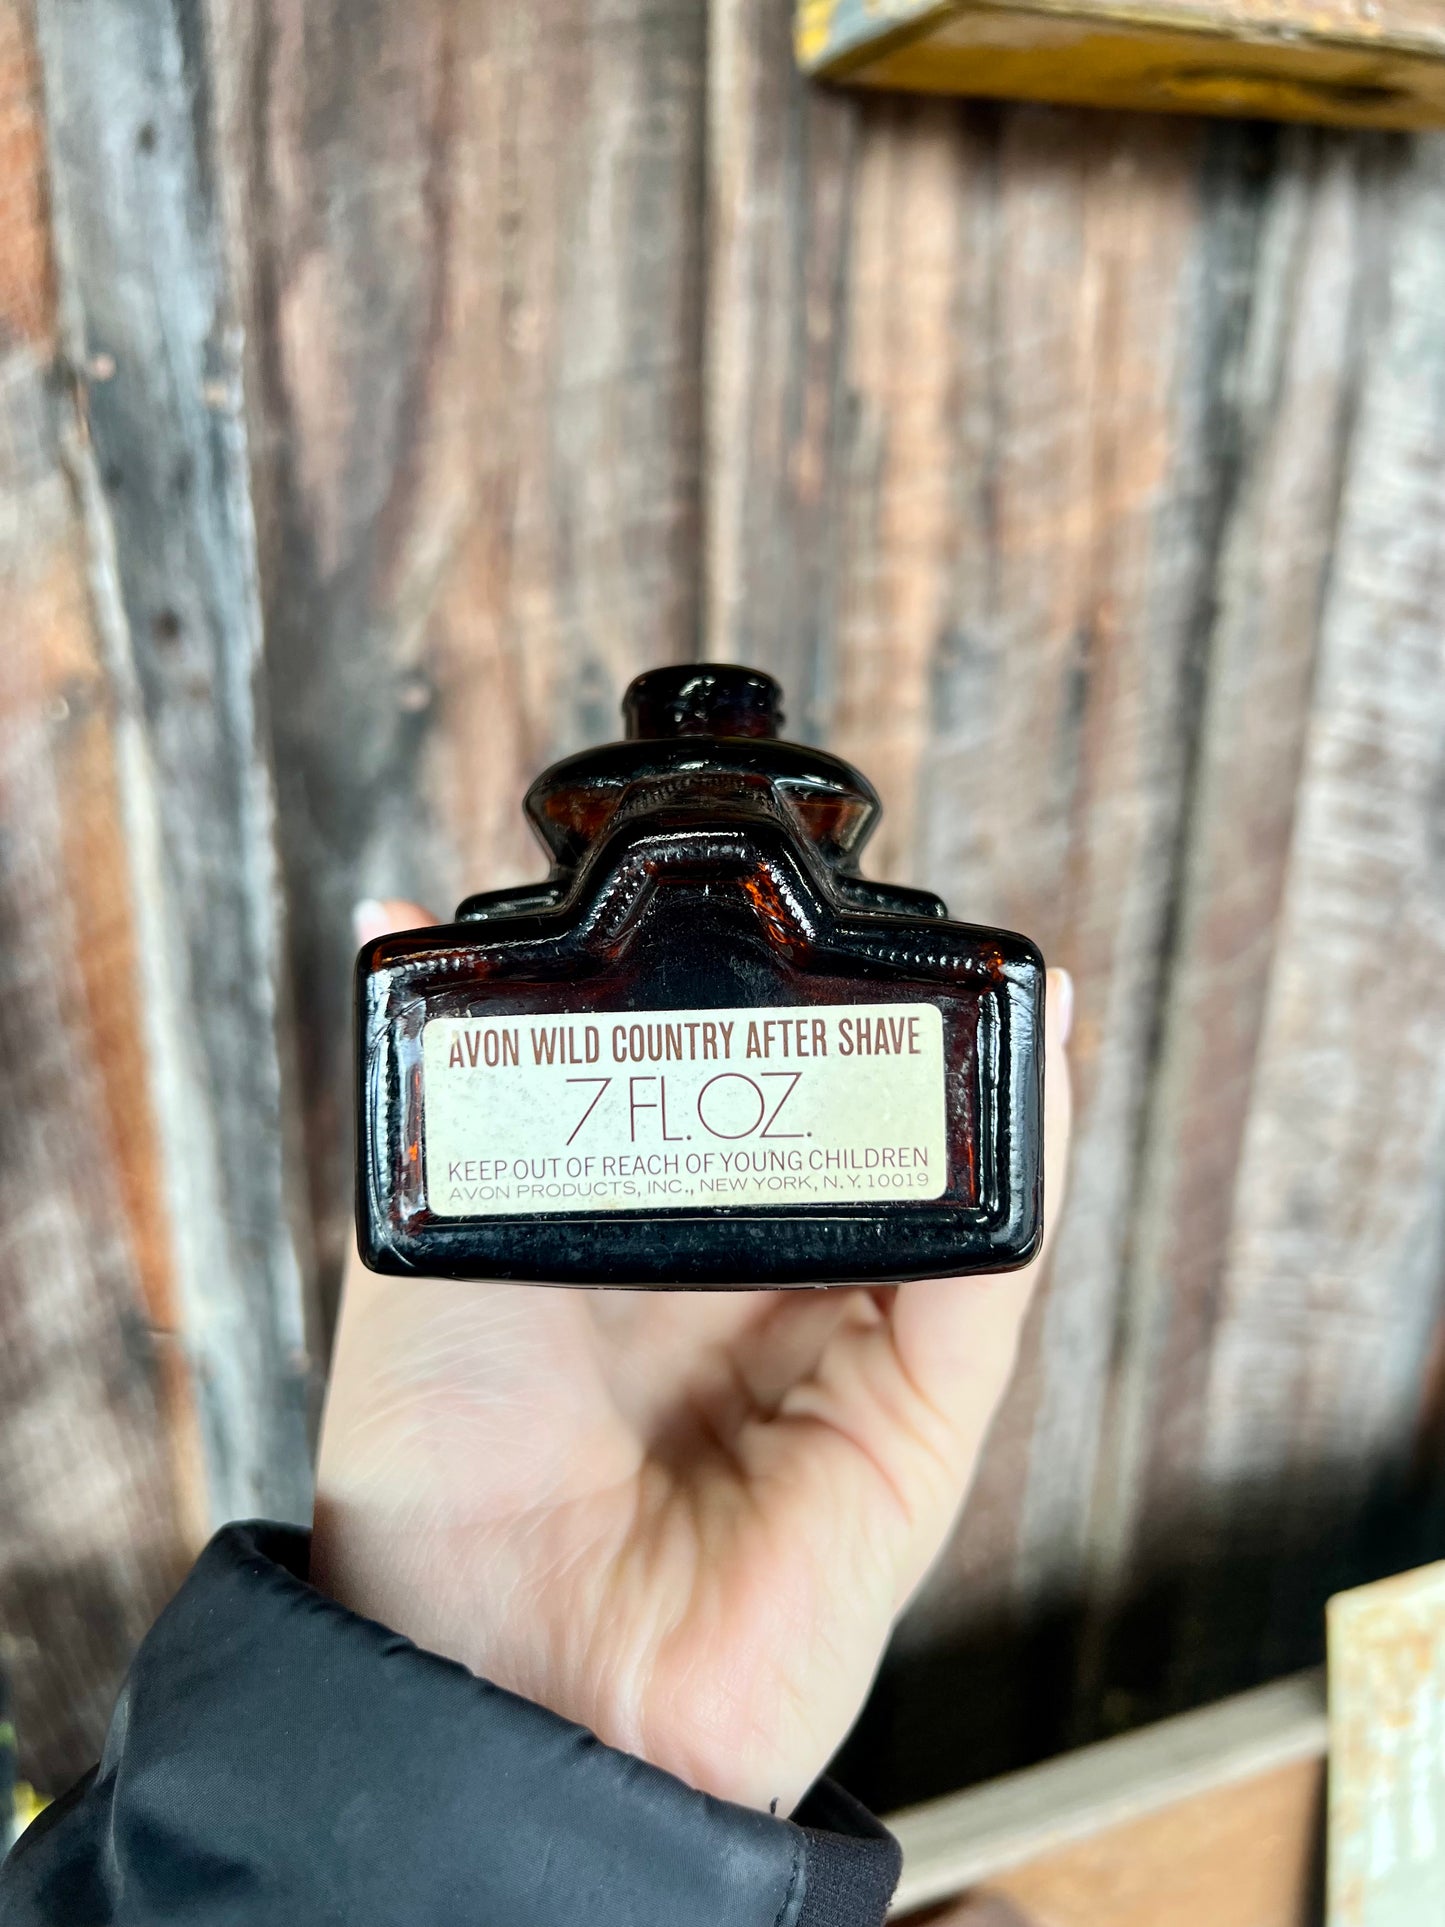 AVON WILD COUNTRY AFTER SHAVE
7 FL. OZ.
KEEP OUT OF REACH OF YOUNG CHILDREN
AVON PRODUCTS, INC., NEW YORK, N.Y. 10019